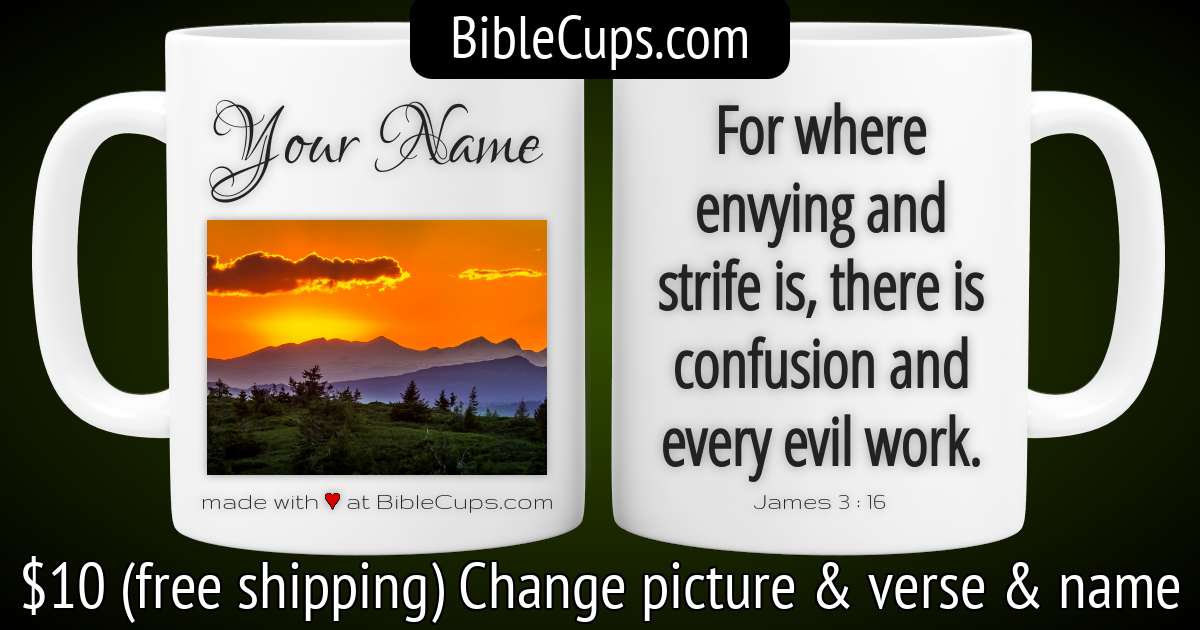 BibleCups.com
Your Name
made with ♥ at BibleCups.com
For where
envying and
strife is, there is
confusion and
every evil work.
James 3 : 16
$10 (free shipping) Change picture & verse & name